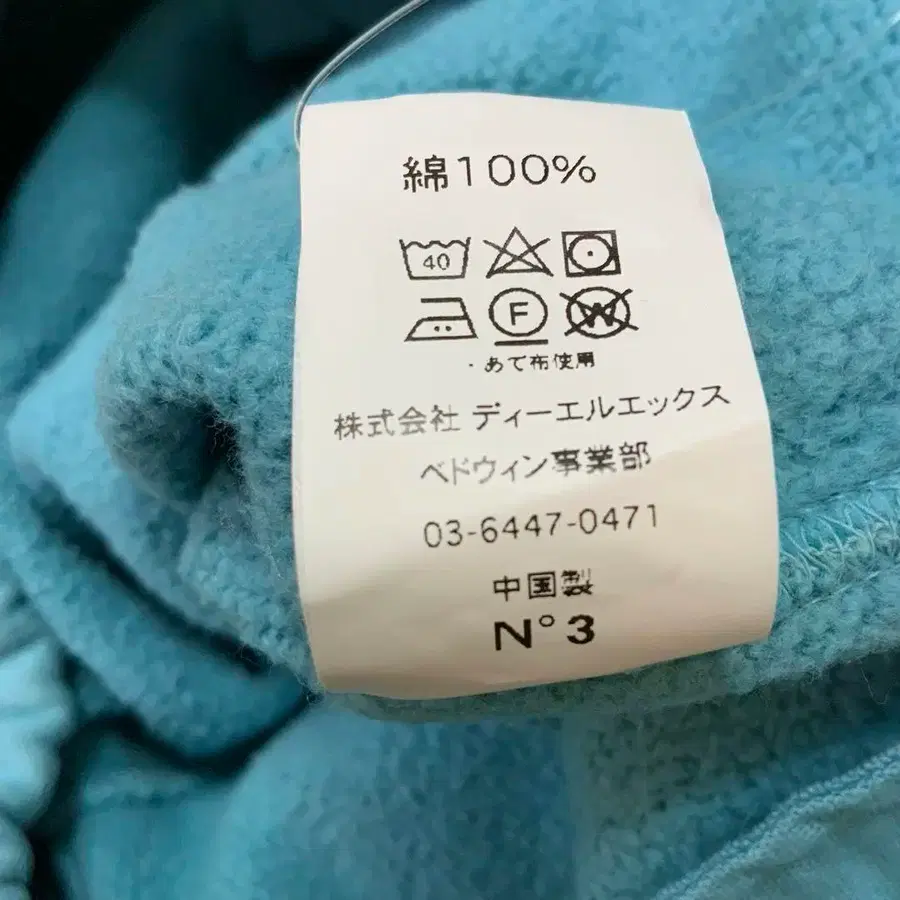 綿100%
40
F
W
・あて布使用
株式会社 ディーエルエックス
ベドウィン事業部
03-6447-0471
中国製
N°3